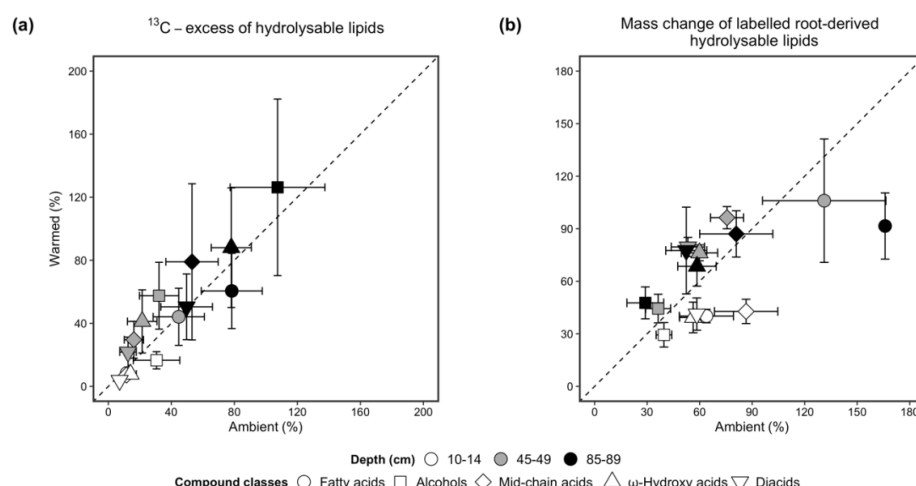 (a)
¹³C – excess of hydrolysable lipids
200
160
120
80
40
0
Warmed (%)
0 40 80 120 160 200
Ambient (%)
(b)
Mass change of labelled root-derived
hydrolysable lipids
180
150
120
90
60
30
0
0 30 60 90 120 150 180
Ambient (%)
Depth (cm) 10-14 45-49 85-89
Compound classes Fatty acids Alcohols Mid-chain acids ω-Hydroxy acids Diacids